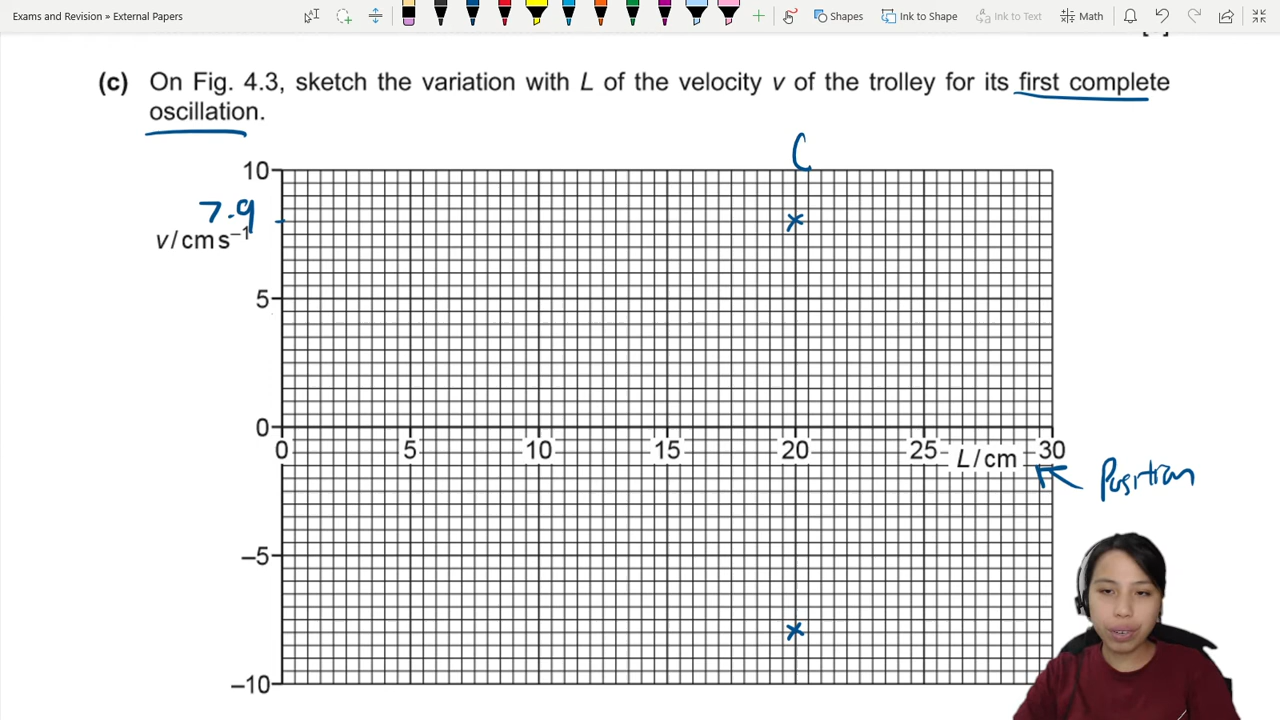 Exams and Revision » External Papers
Shapes
Ink to Shape
Ink to Text
Math
(c) On Fig. 4.3, sketch the variation with L of the velocity v of the trolley for its first complete
oscillation.
C
10
7.9
v/cm s⁻¹
5
0
0 5 10 15 20 25 30
L/cm
Position
–5
–10